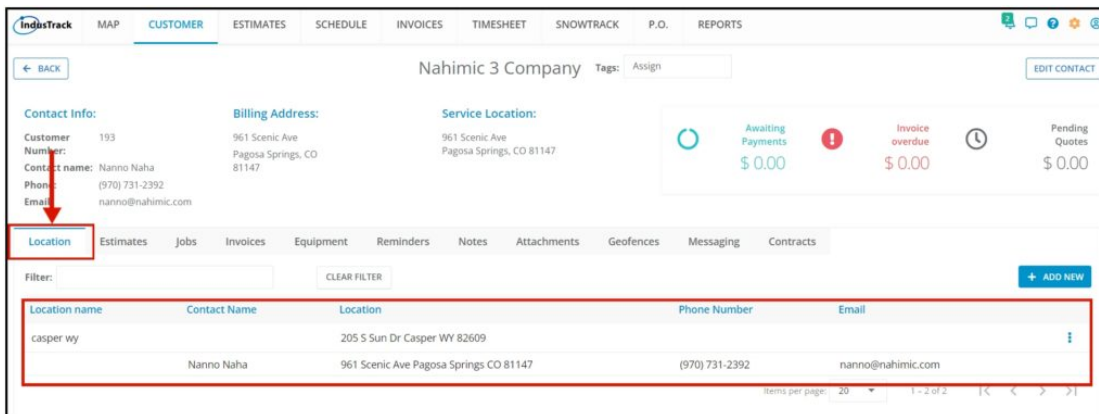 IndusTrack MAP CUSTOMER ESTIMATES SCHEDULE INVOICES TIMESHEET SNOWTRACK P.O. REPORTS 2
← BACK Nahimic 3 Company Tags: Assign EDIT CONTACT
Contact Info: Billing Address: Service Location:
Customer Number: 193
Contact name: Nanno Naha
Phone: (970) 731-2392
Email nanno@nahimic.com
961 Scenic Ave
Pagosa Springs, CO
81147
961 Scenic Ave
Pagosa Springs, CO 81147
Awaiting
Payments
$ 0.00
Invoice
overdue
$ 0.00
Pending
Quotes
$ 0.00
Location Estimates Jobs Invoices Equipment Reminders Notes Attachments Geofences Messaging Contracts
Filter: CLEAR FILTER + ADD NEW
Location name Contact Name Location Phone Number Email
casper wy 205 S Sun Dr Casper WY 82609
Nanno Naha 961 Scenic Ave Pagosa Springs CO 81147 (970) 731-2392 nanno@nahimic.com
Items per page: 20 1 – 2 of 2